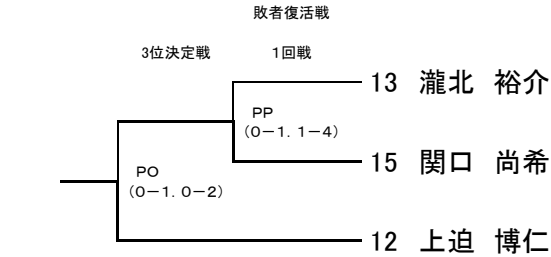 敗者復活戦
3位決定戦 1回戦
13 瀧北 裕介
PP
(0－1．1－4)
15 関口 尚希
PO
(0－1．0－2)
12 上迫 博仁